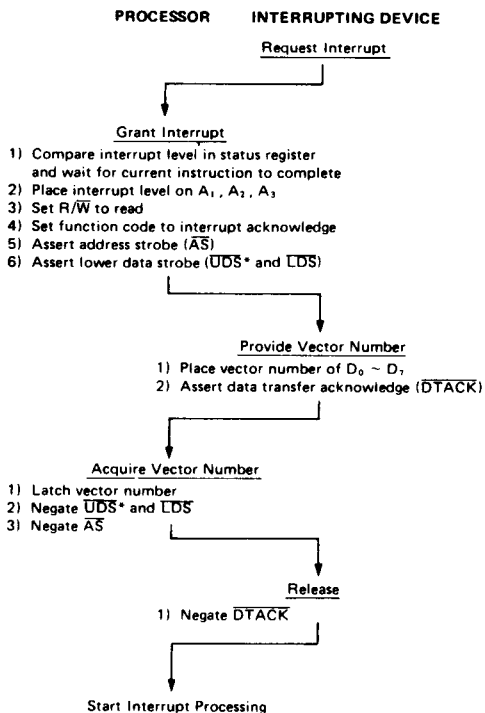 PROCESSOR INTERRUPTING DEVICE
Request Interrupt
Grant Interrupt
1) Compare interrupt level in status register
and wait for current instruction to complete
2) Place interrupt level on A₁, A₂, A₃
3) Set R/W̅ to read
4) Set function code to interrupt acknowledge
5) Assert address strobe (A̅S̅)
6) Assert lower data strobe (U̅D̅S̅* and L̅D̅S̅)
Provide Vector Number
1) Place vector number of D₀ ~ D₇
2) Assert data transfer acknowledge (D̅T̅A̅C̅K̅)
Acquire Vector Number
1) Latch vector number
2) Negate U̅D̅S̅* and L̅D̅S̅
3) Negate A̅S̅
Release
1) Negate D̅T̅A̅C̅K̅
Start Interrupt Processing